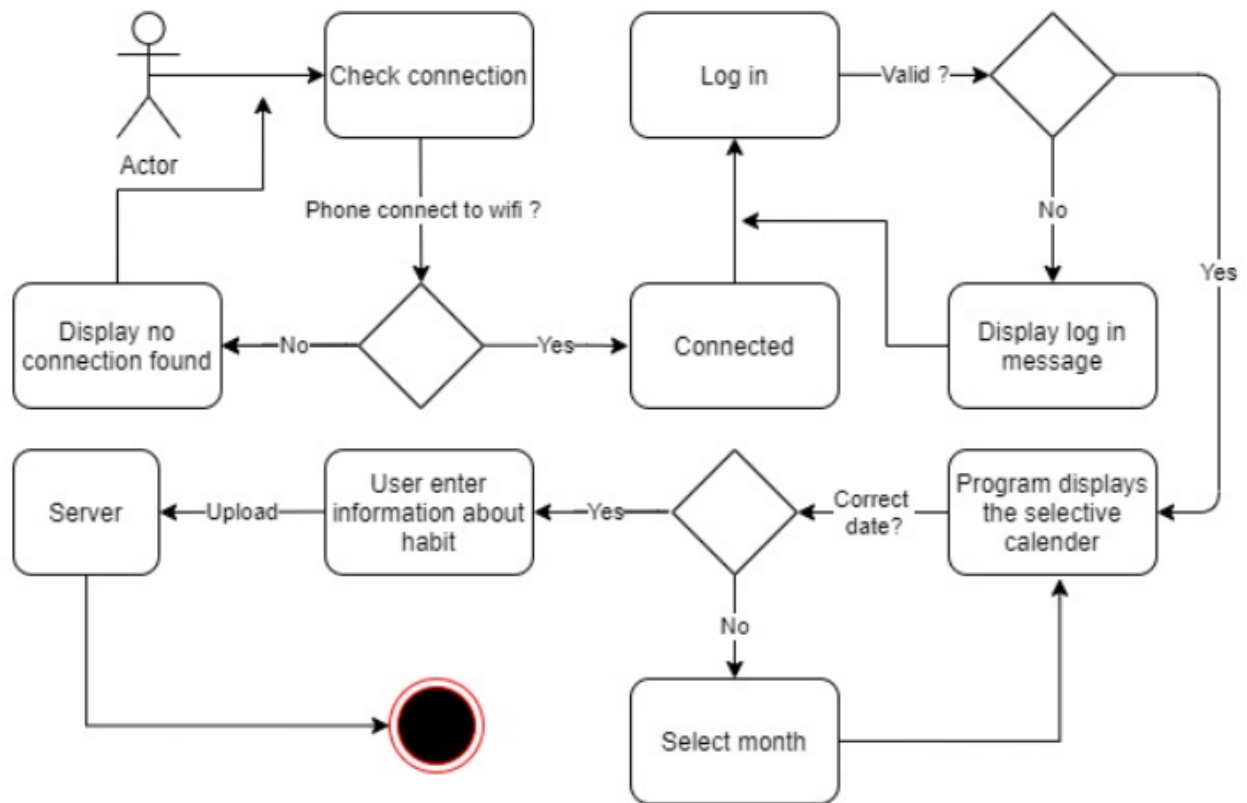 Check connection
Log in
Valid ?
Actor
Phone connect to wifi ?
No
Yes
Display no
connection found
No
Yes
Connected
Display log in
message
Server
Upload
User enter
information about
habit
Yes
Correct
date?
Program displays
the selective
calender
No
Select month